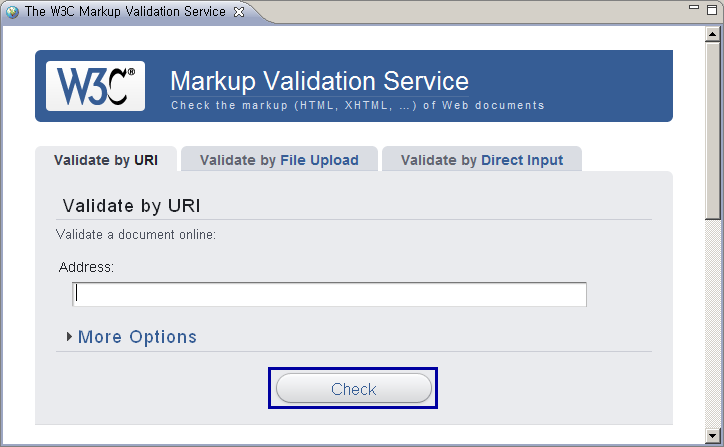 The W3C Markup Validation Service
W3C®
Markup Validation Service
Check the markup (HTML, XHTML, …) of Web documents
Validate by URI
Validate by File Upload
Validate by Direct Input
Validate by URI
Validate a document online:
Address:
More Options
Check